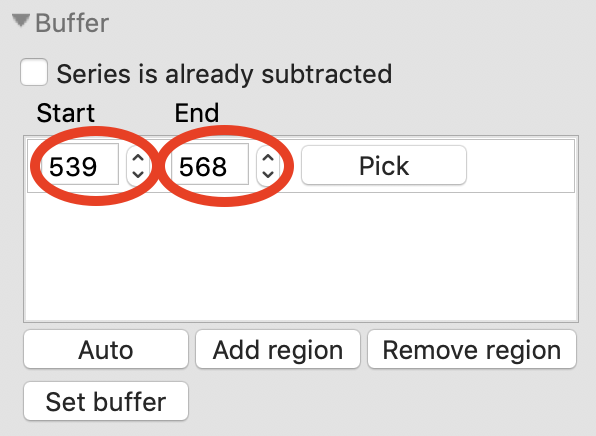 Buffer
Series is already subtracted
Start End
539 568 Pick
Auto Add region Remove region
Set buffer